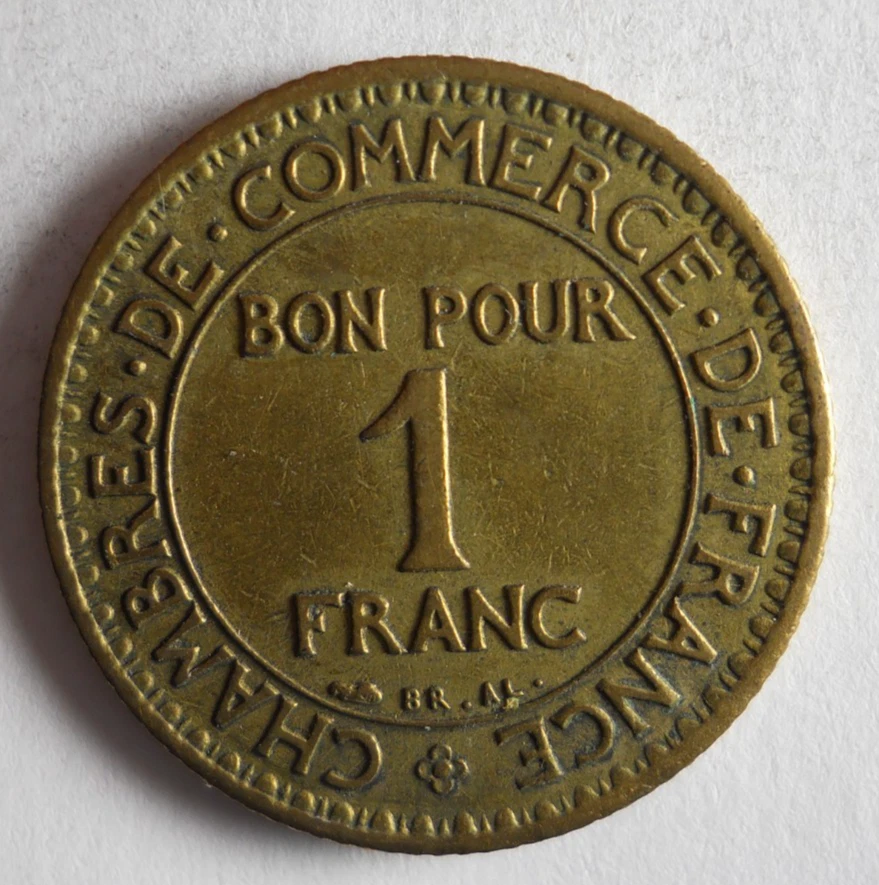 CHAMBRES·DE·COMMERCE·DE·FRANCE
BON POUR
1
FRANC
BR.AL.